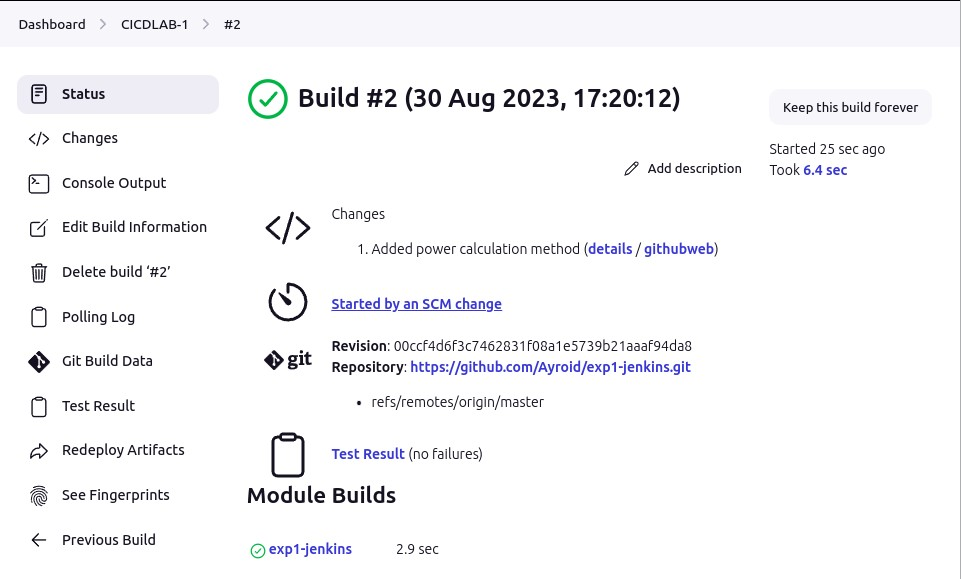 Dashboard > CICDLAB-1 > #2
Status
Changes
Console Output
Edit Build Information
Delete build ‘#2’
Polling Log
Git Build Data
Test Result
Redeploy Artifacts
See Fingerprints
Previous Build
Build #2 (30 Aug 2023, 17:20:12)
Keep this build forever
Started 25 sec ago
Took 6.4 sec
Add description
Changes
1. Added power calculation method (details / githubweb)
Started by an SCM change
git
Revision: 00ccf4d6f3c7462831f08a1e5739b21aaaf94da8
Repository: https://github.com/Ayroid/exp1-jenkins.git
• refs/remotes/origin/master
Test Result (no failures)
Module Builds
exp1-jenkins 2.9 sec